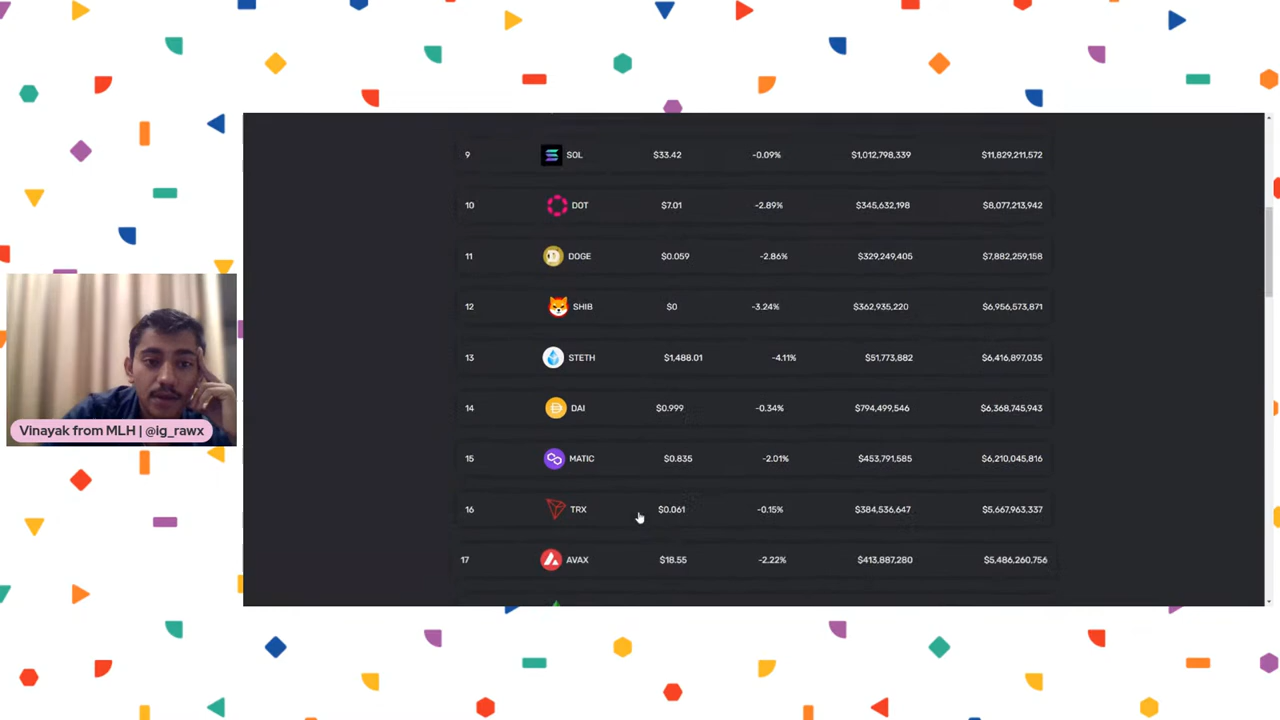 9 SOL $33.42 -0.09% $1,012,798,339 $11,829,211,572
10 DOT $7.01 -2.89% $345,632,198 $8,077,213,942
11 DOGE $0.059 -2.86% $329,249,405 $7,882,259,158
12 SHIB $0 -3.24% $362,935,220 $6,956,573,871
13 STETH $1,488.01 -4.11% $51,773,882 $6,416,897,035
14 DAI $0.999 -0.34% $794,499,546 $6,368,745,943
15 MATIC $0.835 -2.01% $453,791,585 $6,210,045,816
16 TRX $0.061 -0.15% $384,536,647 $5,667,963,337
17 AVAX $18.55 -2.22% $413,887,280 $5,486,260,756
Vinayak from MLH | @ig_rawx